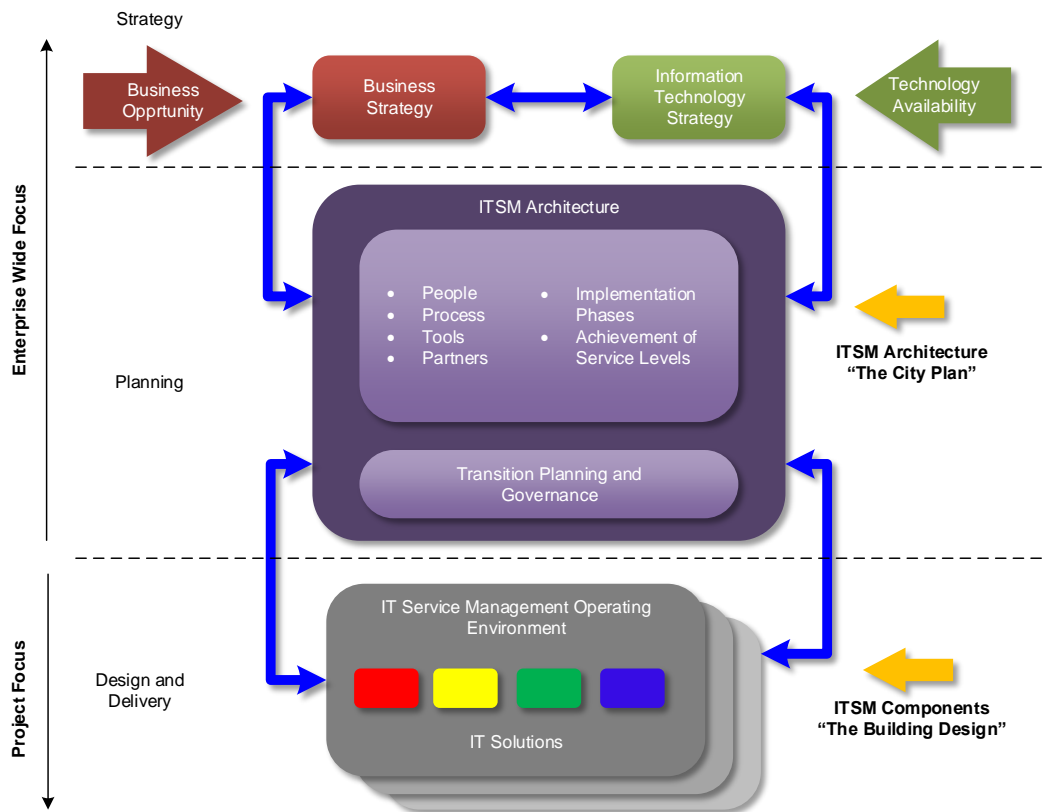 Strategy
Business
Opprtunity
Business
Strategy
Information
Technology
Strategy
Technology
Availability
Enterprise Wide Focus
ITSM Architecture
• People
• Process
• Tools
• Partners
• Implementation
Phases
• Achievement of
Service Levels
ITSM Architecture
“The City Plan”
Planning
Transition Planning and
Governance
Project Focus
IT Service Management Operating
Environment
Design and
Delivery
IT Solutions
ITSM Components
“The Building Design”